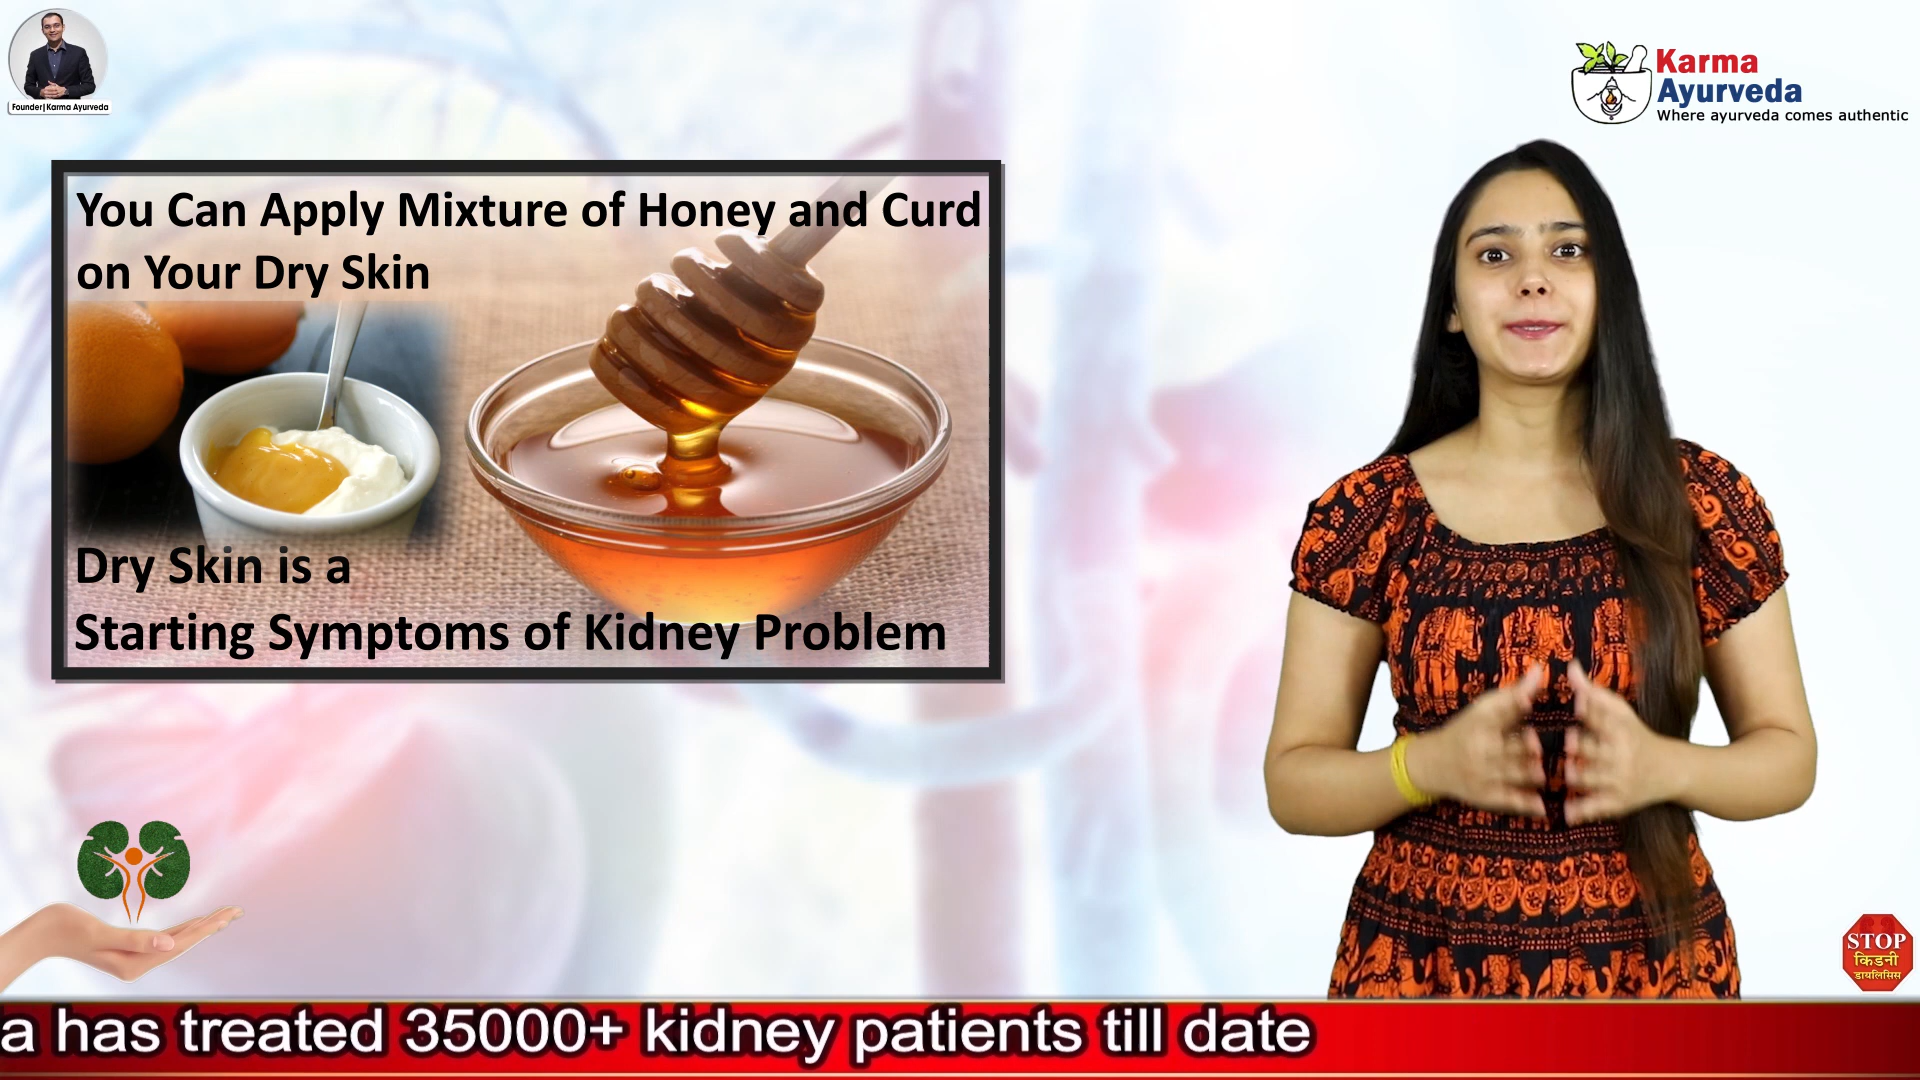 Founder|Karma Ayurveda
Karma
Ayurveda
Where ayurveda comes authentic
You Can Apply Mixture of Honey and Curd
on Your Dry Skin
Dry Skin is a
Starting Symptoms of Kidney Problem
STOP
किडनी
डायलिसिस
a has treated 35000+ kidney patients till date